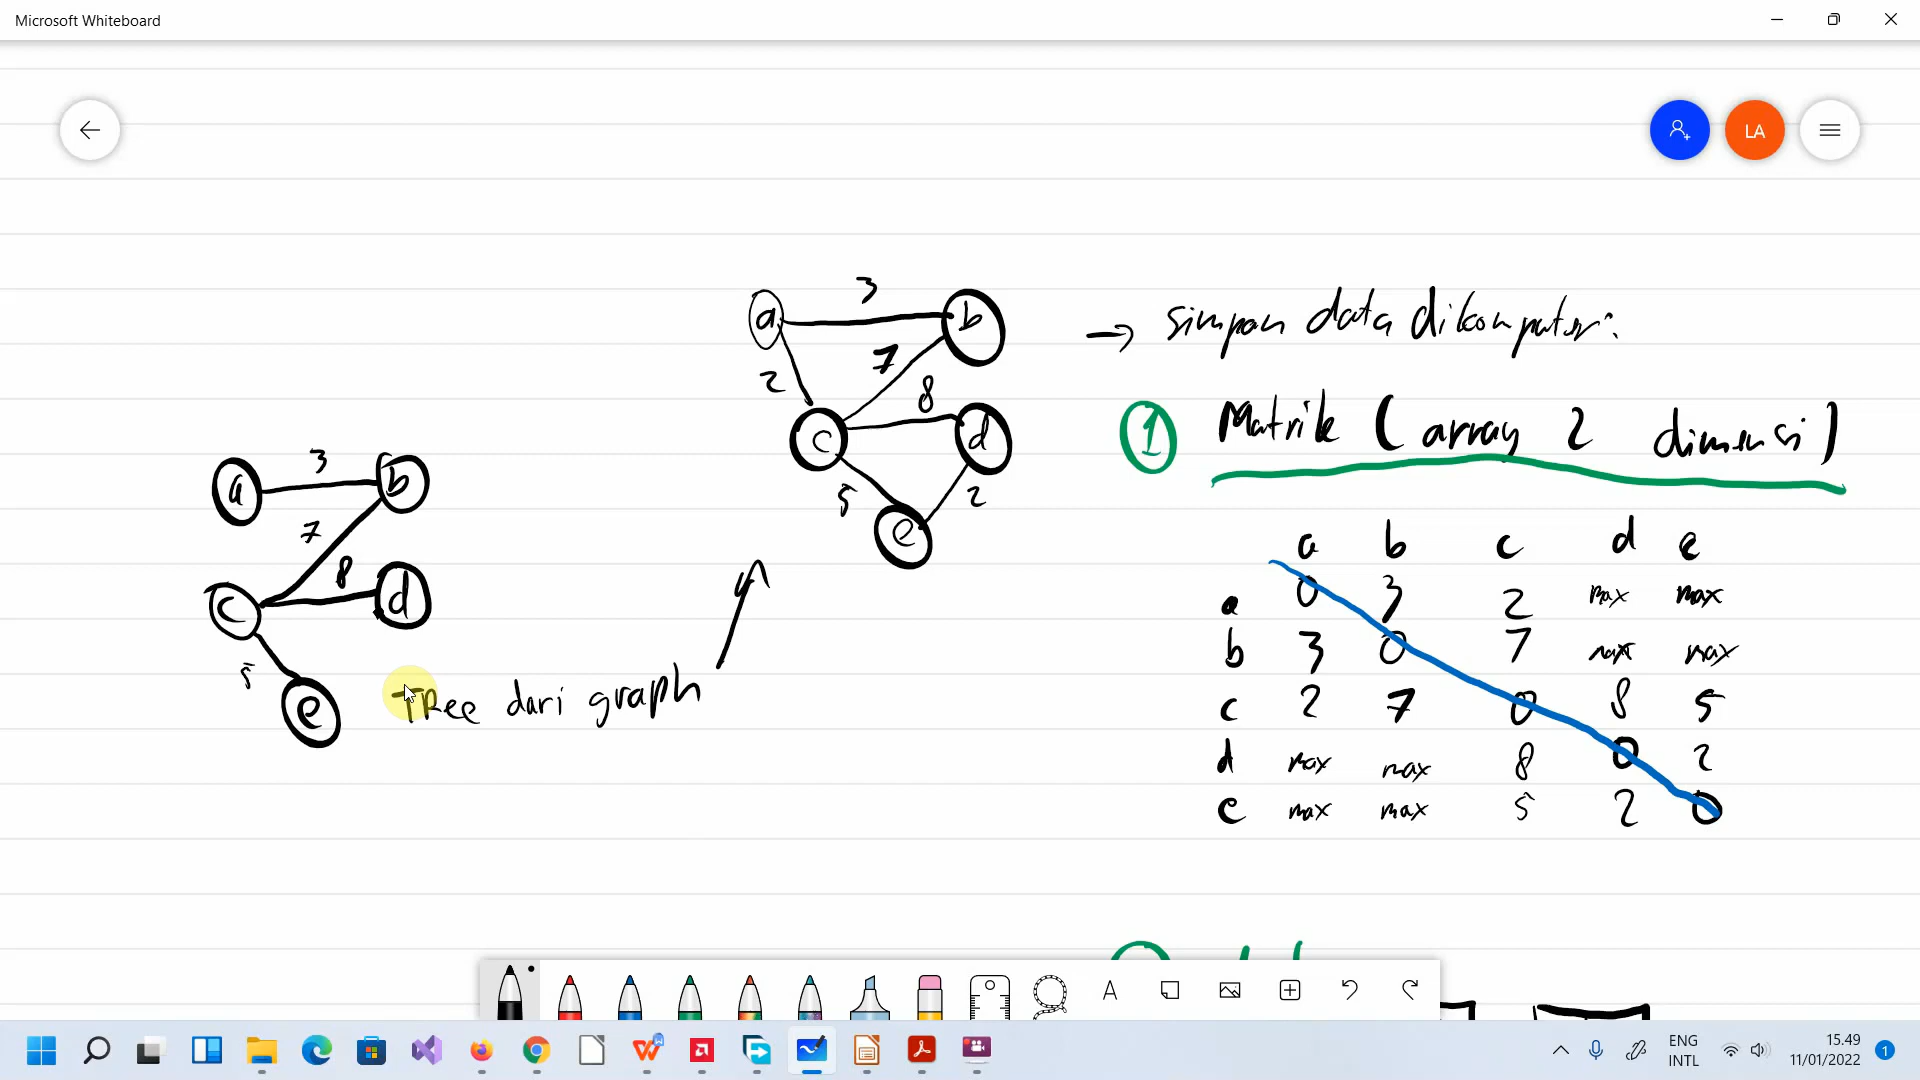 Microsoft Whiteboard
LA
a 3 b
2 7 8
c d
5 2
e
→ simpan data dikomputer:
1 Matrik (array 2 dimensi)
a b c d e
a 0 3 2 max max
b 3 0 7 max max
c 2 7 0 8 5
d max max 8 0 2
e max max 5 2 0
a 3 b
7
8
c d
5
e
Tree dari graph
A
ENG
INTL
15.49
11/01/2022
1